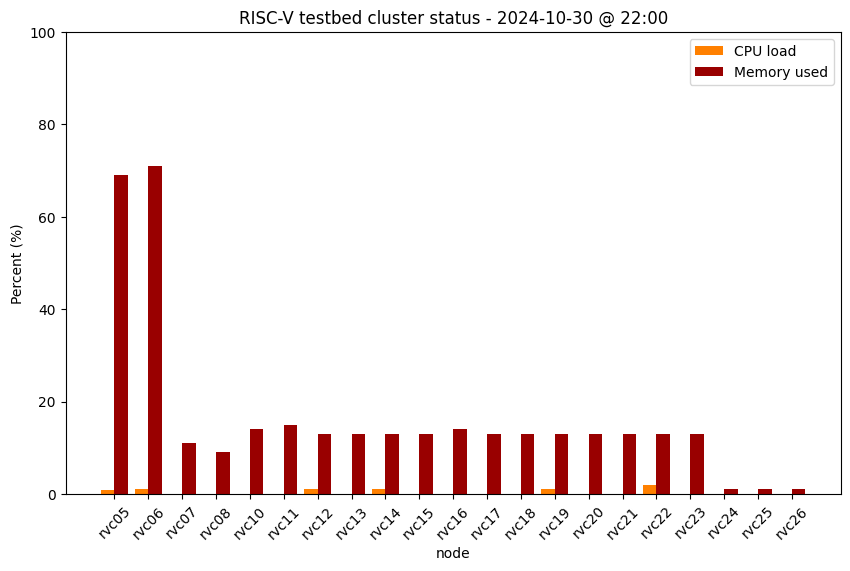 RISC-V testbed cluster status - 2024-10-30 @ 22:00
CPU load
Memory used
Percent (%)
100
80
60
40
20
0
rvc05 rvc06 rvc07 rvc08 rvc10 rvc11 rvc12 rvc13 rvc14 rvc15 rvc16 rvc17 rvc18 rvc19 rvc20 rvc21 rvc22 rvc23 rvc24 rvc25 rvc26
node